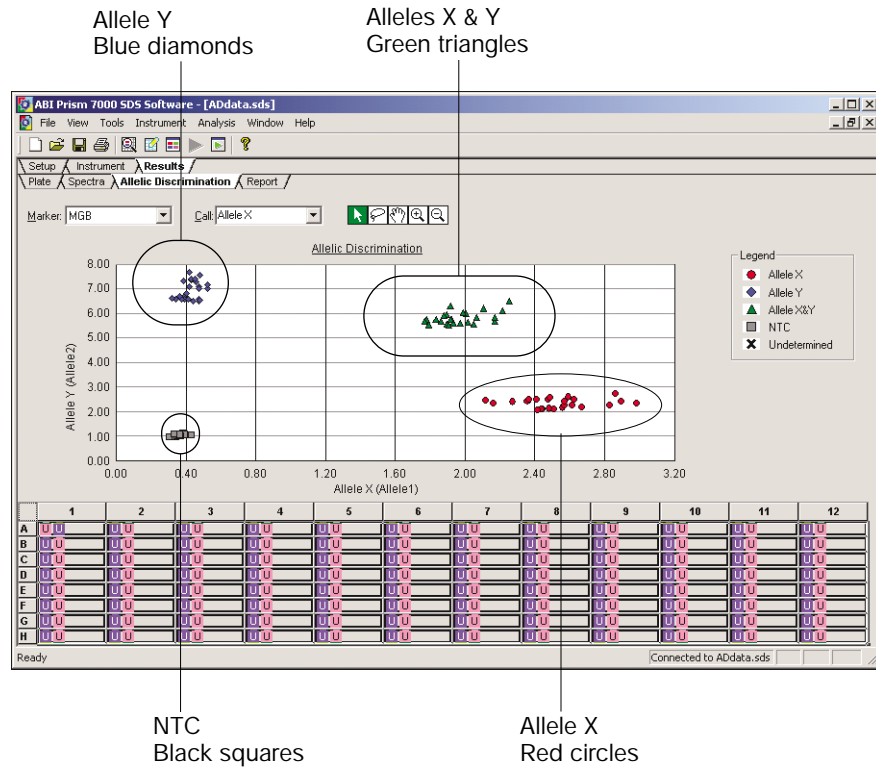 Allele Y
Blue diamonds
Alleles X & Y
Green triangles
ABI Prism 7000 SDS Software - [ADdata.sds]
File View Tools Instrument Analysis Window Help
Setup Instrument Results
Plate Spectra Allelic Discrimination Report
Marker: MGB Call: Allele X
Allelic Discrimination
Legend
Allele X
Allele Y
Allele X&Y
NTC
Undetermined
Allele Y (Allele2)
8.00
7.00
6.00
5.00
4.00
3.00
2.00
1.00
0.00
0.00 0.40 0.80 1.20 1.60 2.00 2.40 2.80 3.20
Allele X (Allele1)
1 2 3 4 5 6 7 8 9 10 11 12
A U U U U U U U U U U U U U U U U U U U U U U U U
B U U U U U U U U U U U U U U U U U U U U U U U U
C U U U U U U U U U U U U U U U U U U U U U U U U
D U U U U U U U U U U U U U U U U U U U U U U U U
E U U U U U U U U U U U U U U U U U U U U U U U U
F U U U U U U U U U U U U U U U U U U U U U U U U
G U U U U U U U U U U U U U U U U U U U U U U U U
H U U U U U U U U U U U U U U U U U U U U U U U U
Ready Connected to ADdata.sds
NTC
Black squares
Allele X
Red circles